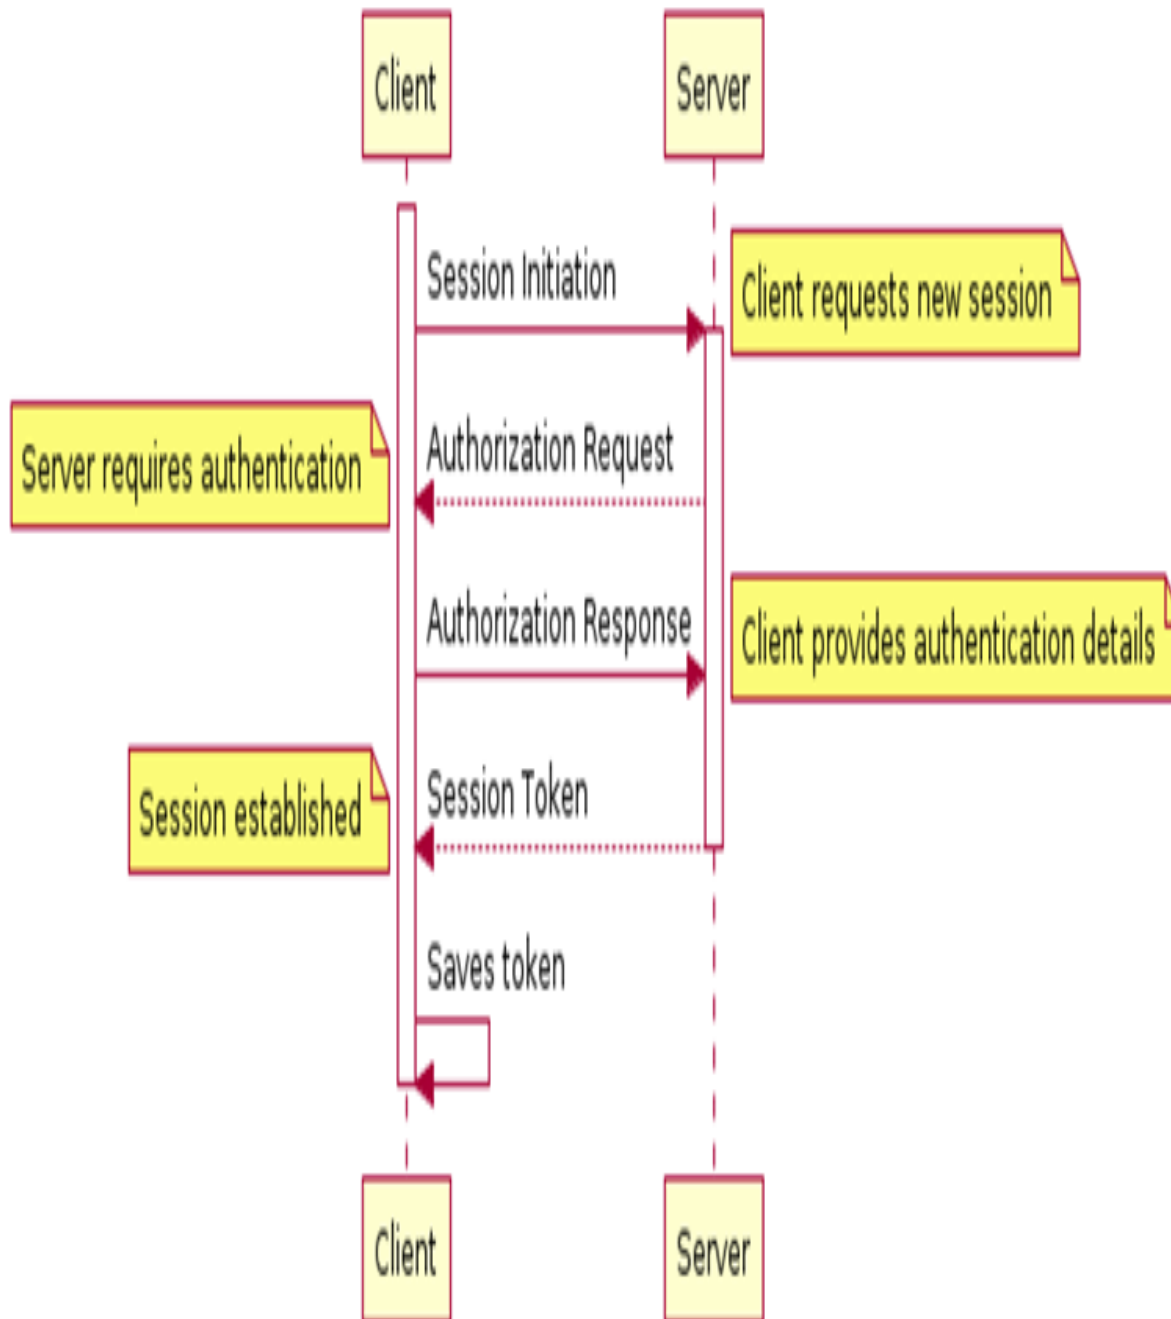 Client
Server
Session Initiation
Client requests new session
Server requires authentication
Authorization Request
Authorization Response
Client provides authentication details
Session established
Session Token
Saves token
Client
Server